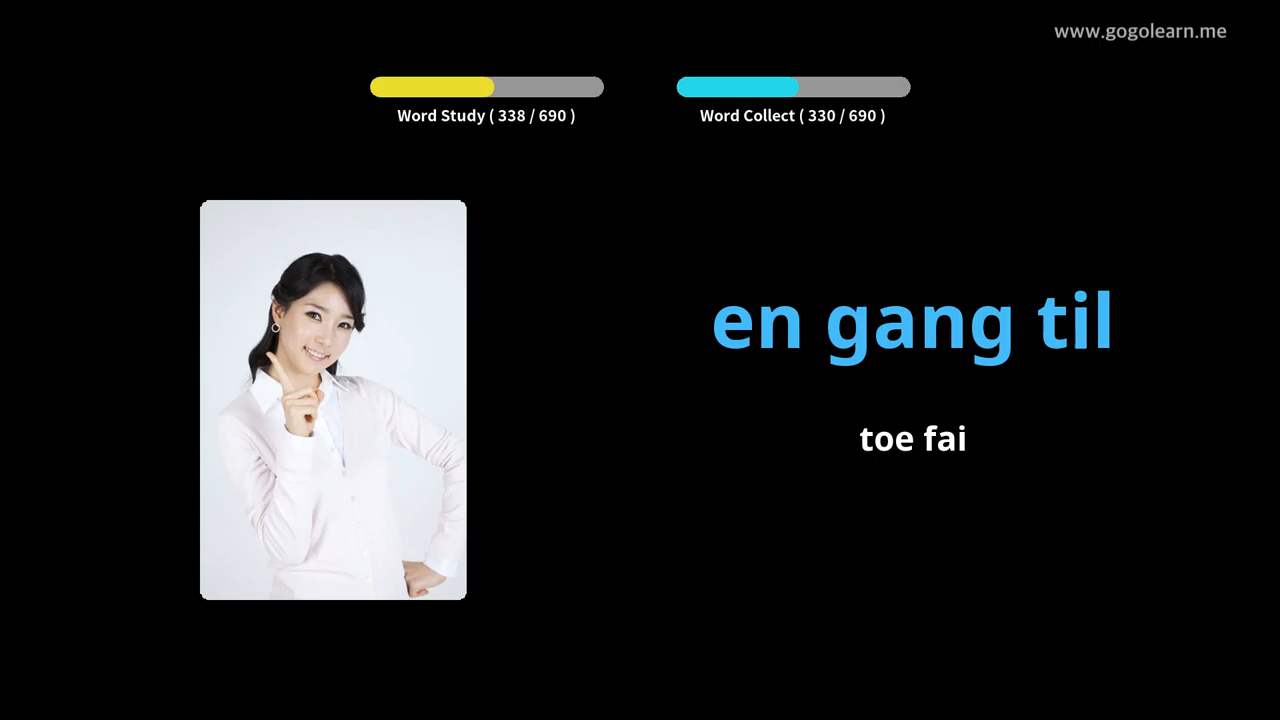 www.gogolearn.me
Word Study ( 338 / 690 )
Word Collect ( 330 / 690 )
en gang til
toe fai